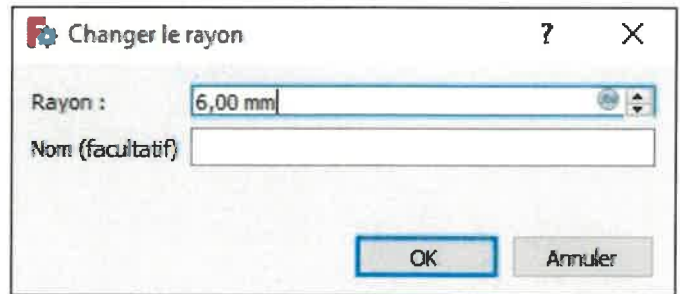 Changer le rayon ? X
Rayon : 6,00 mm
Nom (facultatif)
OK Annuler